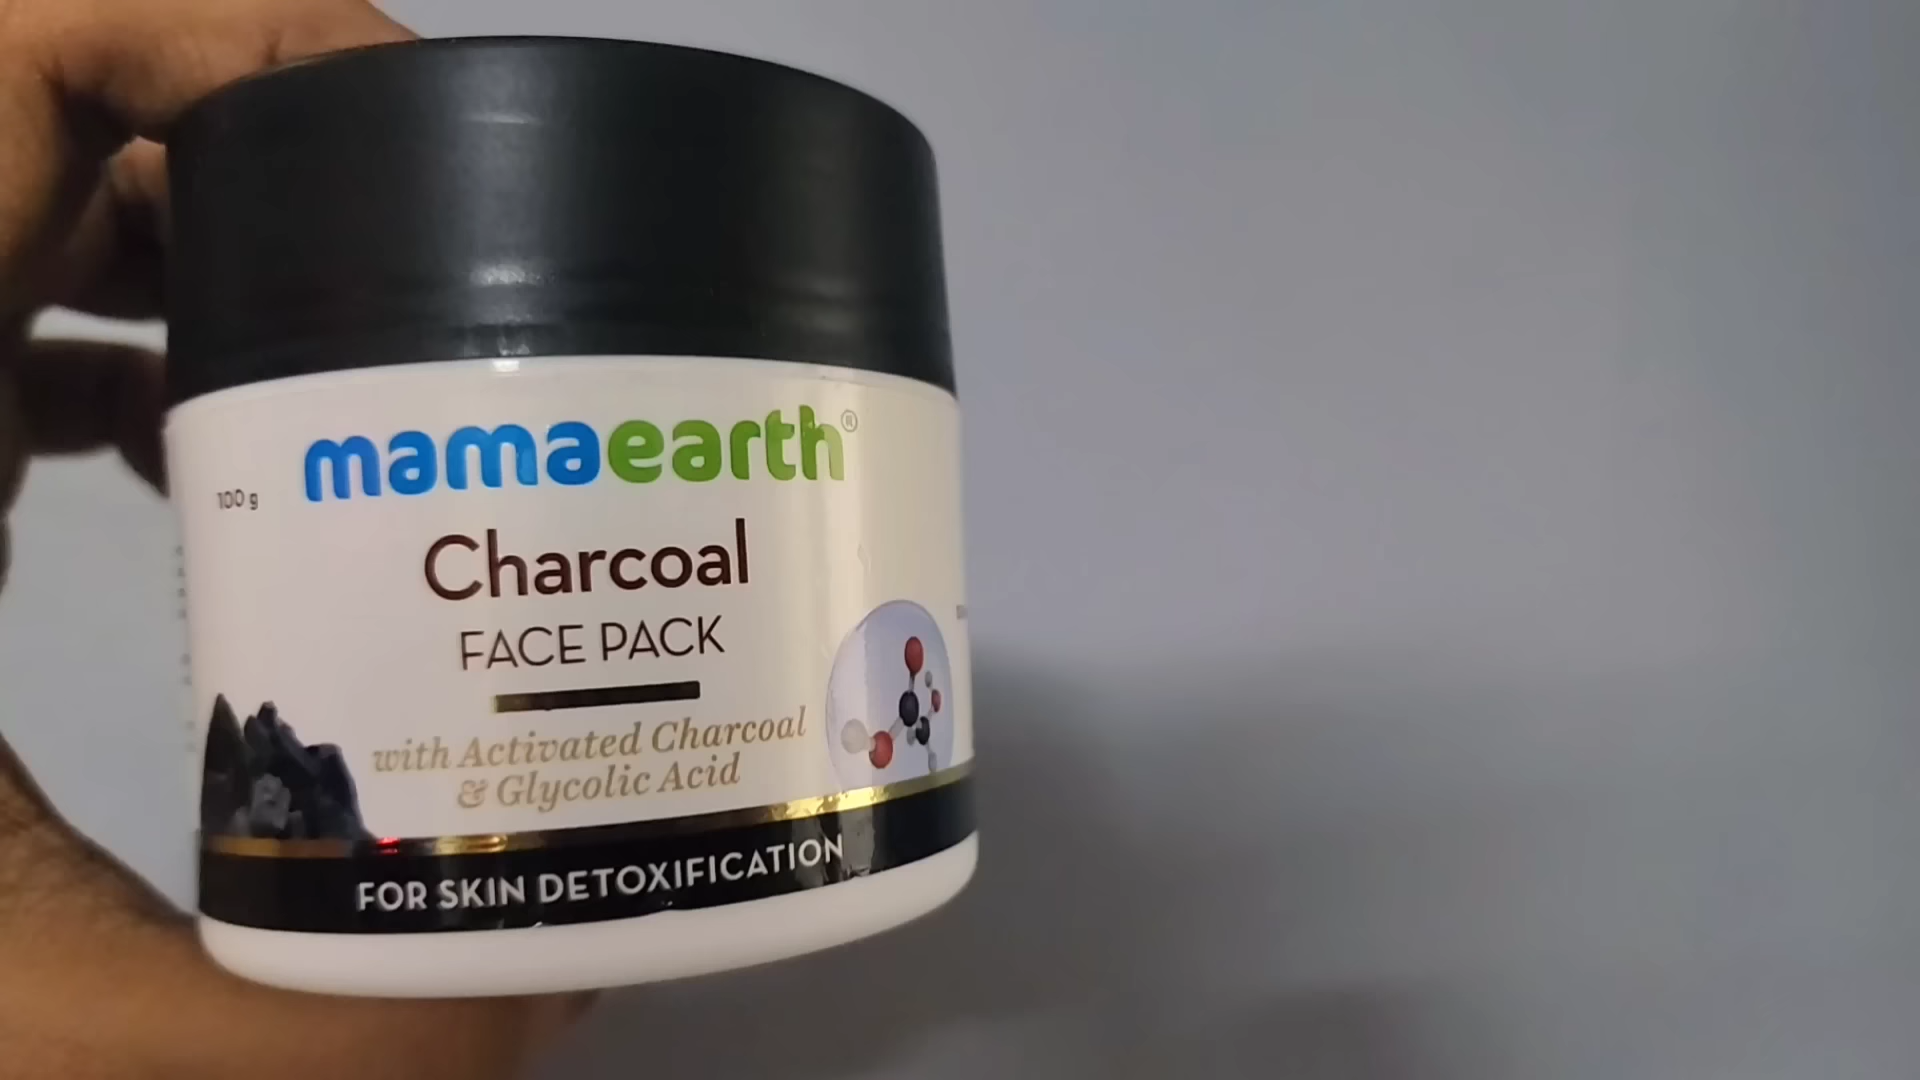 mamaearth®
100 g
Charcoal
FACE PACK
with Activated Charcoal
& Glycolic Acid
FOR SKIN DETOXIFICATION